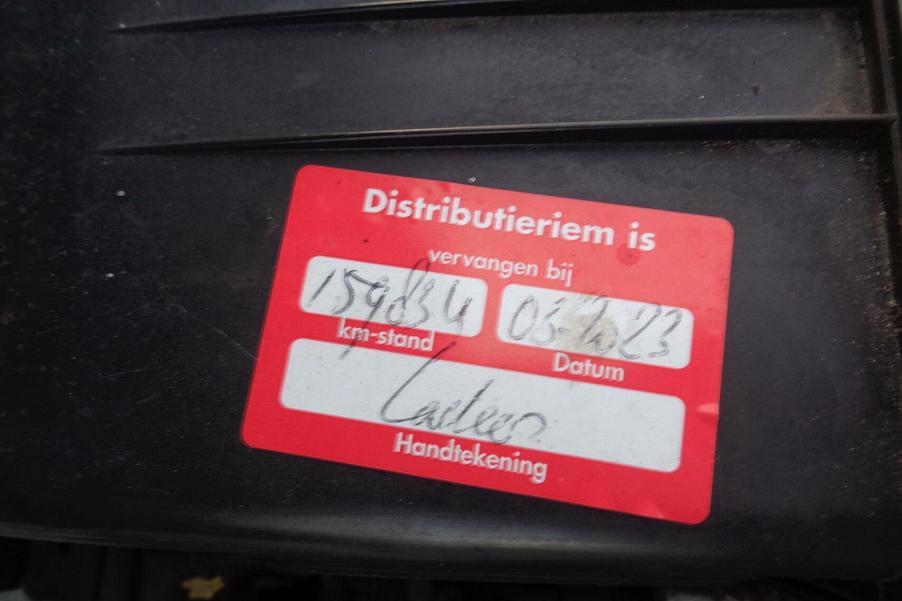 Distributieriem is
vervangen bij
159834 03-2023
km-stand Datum
Handtekening